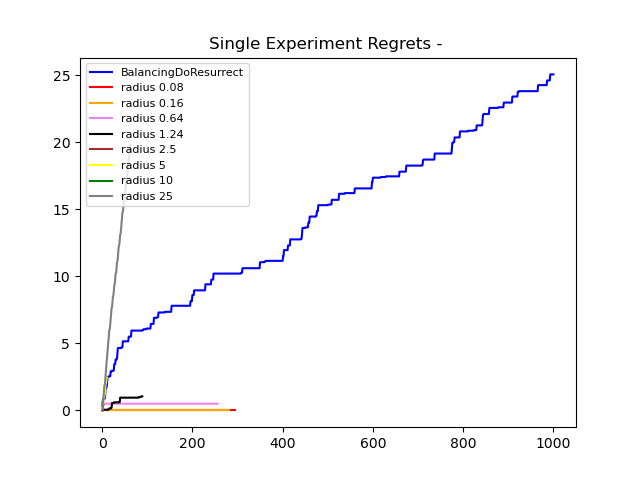 Single Experiment Regrets -
BalancingDoResurrect
radius 0.08
radius 0.16
radius 0.64
radius 1.24
radius 2.5
radius 5
radius 10
radius 25
25
20
15
10
5
0
0 200 400 600 800 1000